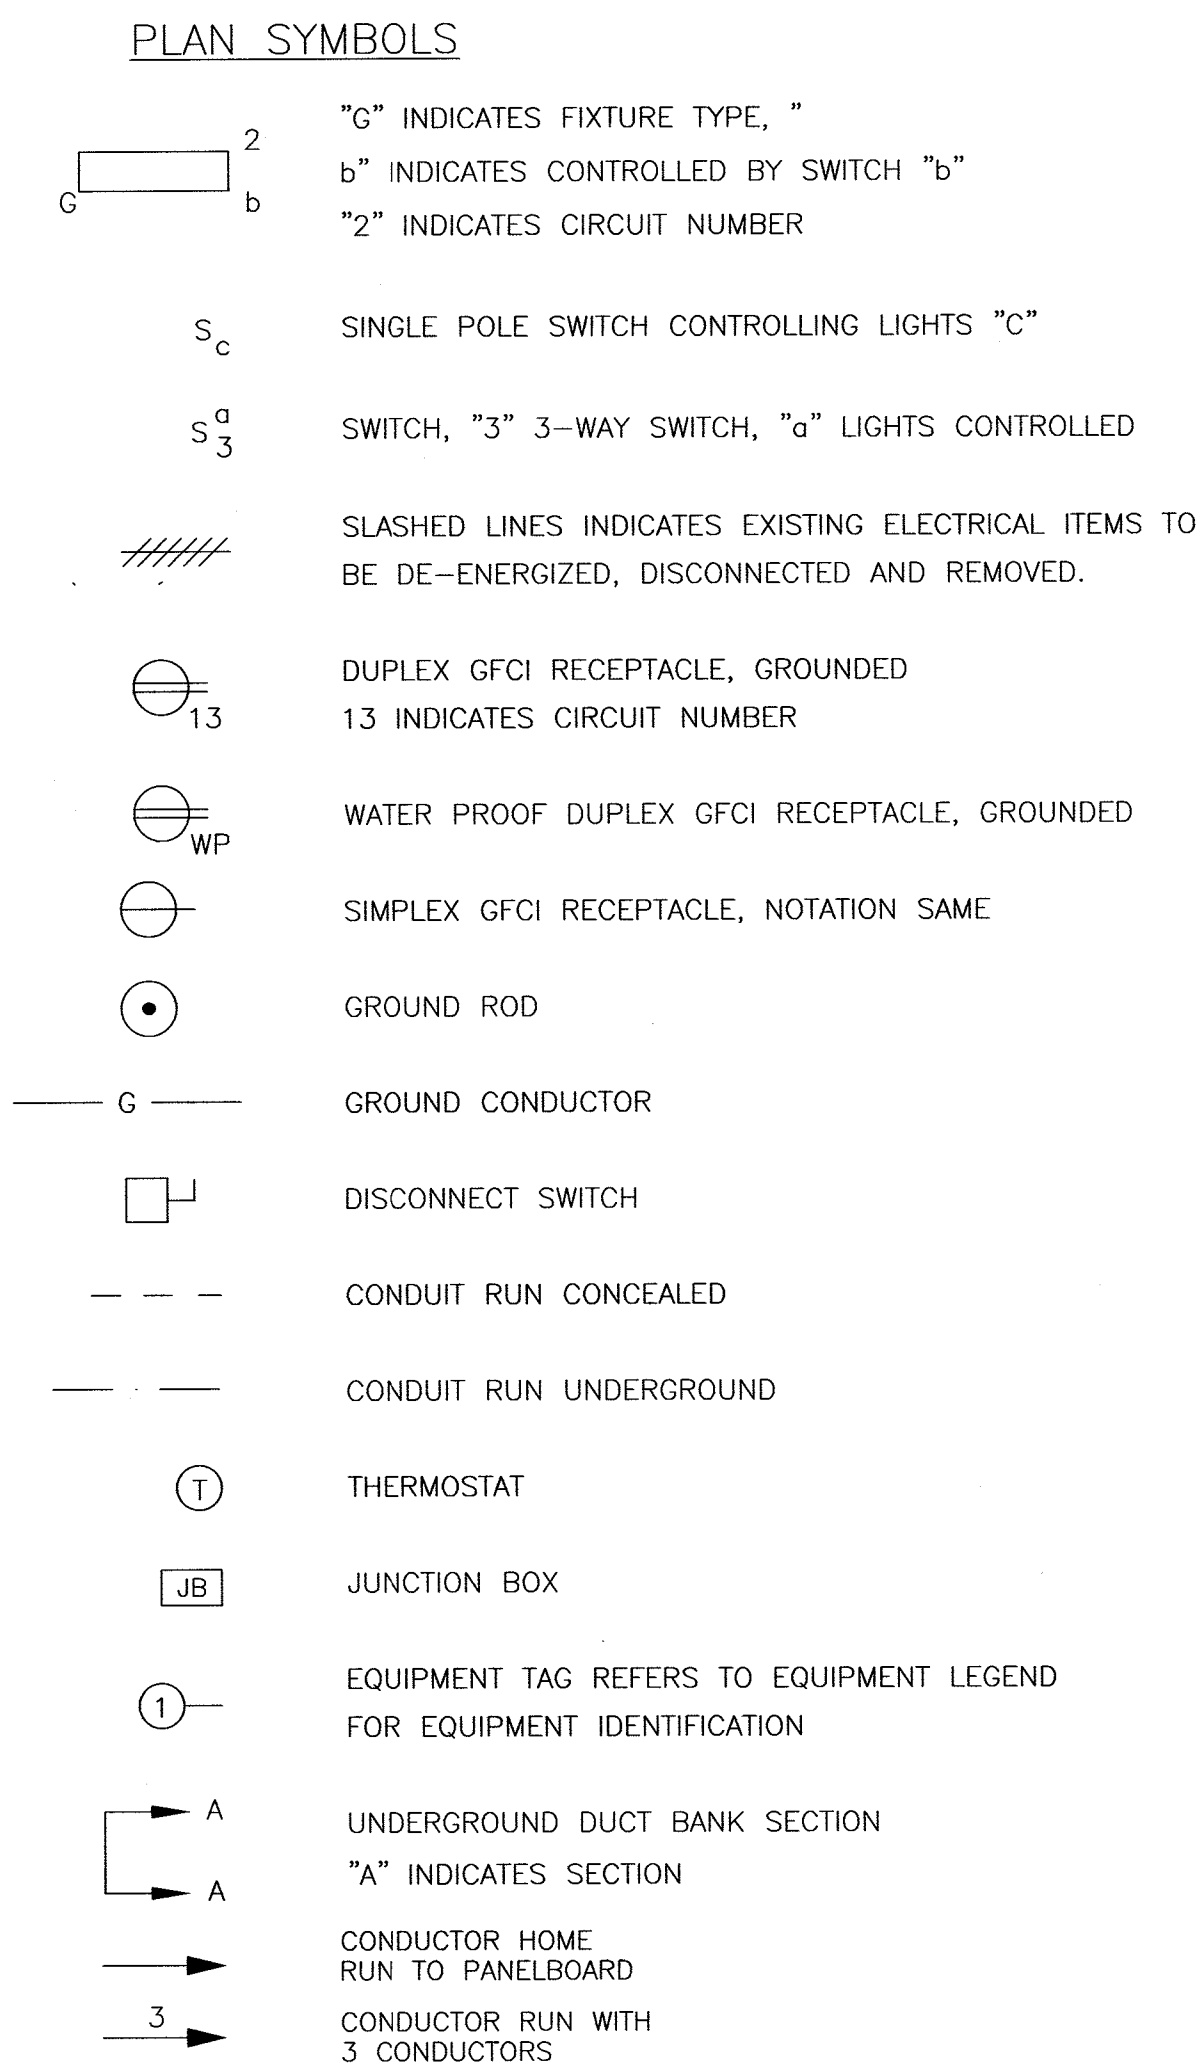 PLAN SYMBOLS
"G" INDICATES FIXTURE TYPE, "
2
b" INDICATES CONTROLLED BY SWITCH "b"
G b
"2" INDICATES CIRCUIT NUMBER
Sc SINGLE POLE SWITCH CONTROLLING LIGHTS "C"
S a 3 SWITCH, "3" 3-WAY SWITCH, "a" LIGHTS CONTROLLED
SLASHED LINES INDICATES EXISTING ELECTRICAL ITEMS TO
BE DE-ENERGIZED, DISCONNECTED AND REMOVED.
DUPLEX GFCI RECEPTACLE, GROUNDED
13 13 INDICATES CIRCUIT NUMBER
WATER PROOF DUPLEX GFCI RECEPTACLE, GROUNDED
WP
SIMPLEX GFCI RECEPTACLE, NOTATION SAME
GROUND ROD
G GROUND CONDUCTOR
DISCONNECT SWITCH
CONDUIT RUN CONCEALED
CONDUIT RUN UNDERGROUND
T THERMOSTAT
JB JUNCTION BOX
EQUIPMENT TAG REFERS TO EQUIPMENT LEGEND
1
FOR EQUIPMENT IDENTIFICATION
A
UNDERGROUND DUCT BANK SECTION
"A" INDICATES SECTION
A
CONDUCTOR HOME
RUN TO PANELBOARD
3 CONDUCTOR RUN WITH
3 CONDUCTORS